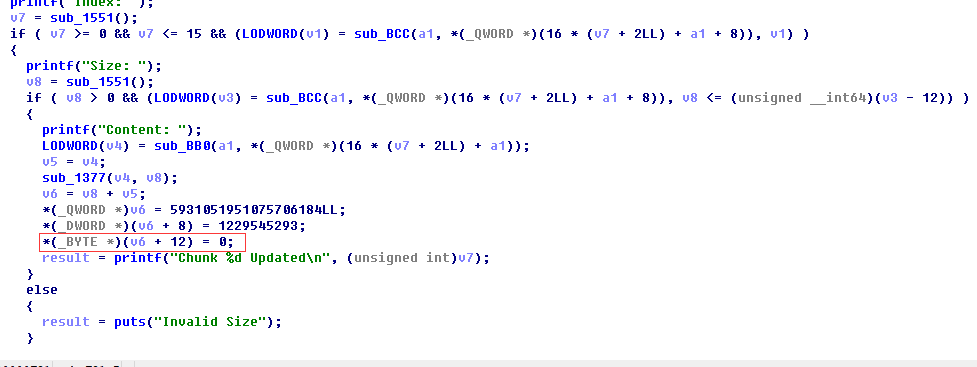 printf("Index: ");
v7 = sub_1551();
if ( v7 >= 0 && v7 <= 15 && (LODWORD(v1) = sub_BCC(a1, *(_QWORD *)(16 * (v7 + 2LL) + a1 + 8)), v1) )
{
printf("Size: ");
v8 = sub_1551();
if ( v8 > 0 && (LODWORD(v3) = sub_BCC(a1, *(_QWORD *)(16 * (v7 + 2LL) + a1 + 8)), v8 <= (unsigned __int64)(v3 - 12)) )
{
printf("Content: ");
LODWORD(v4) = sub_BB0(a1, *(_QWORD *)(16 * (v7 + 2LL) + a1));
v5 = v4;
sub_1377(v4, v8);
v6 = v8 + v5;
*(_QWORD *)v6 = 5931051951075706184LL;
*(_DWORD *)(v6 + 8) = 1229545293;
*(_BYTE *)(v6 + 12) = 0;
result = printf("Chunk %d Updated\n", (unsigned int)v7);
}
else
{
result = puts("Invalid Size");
}